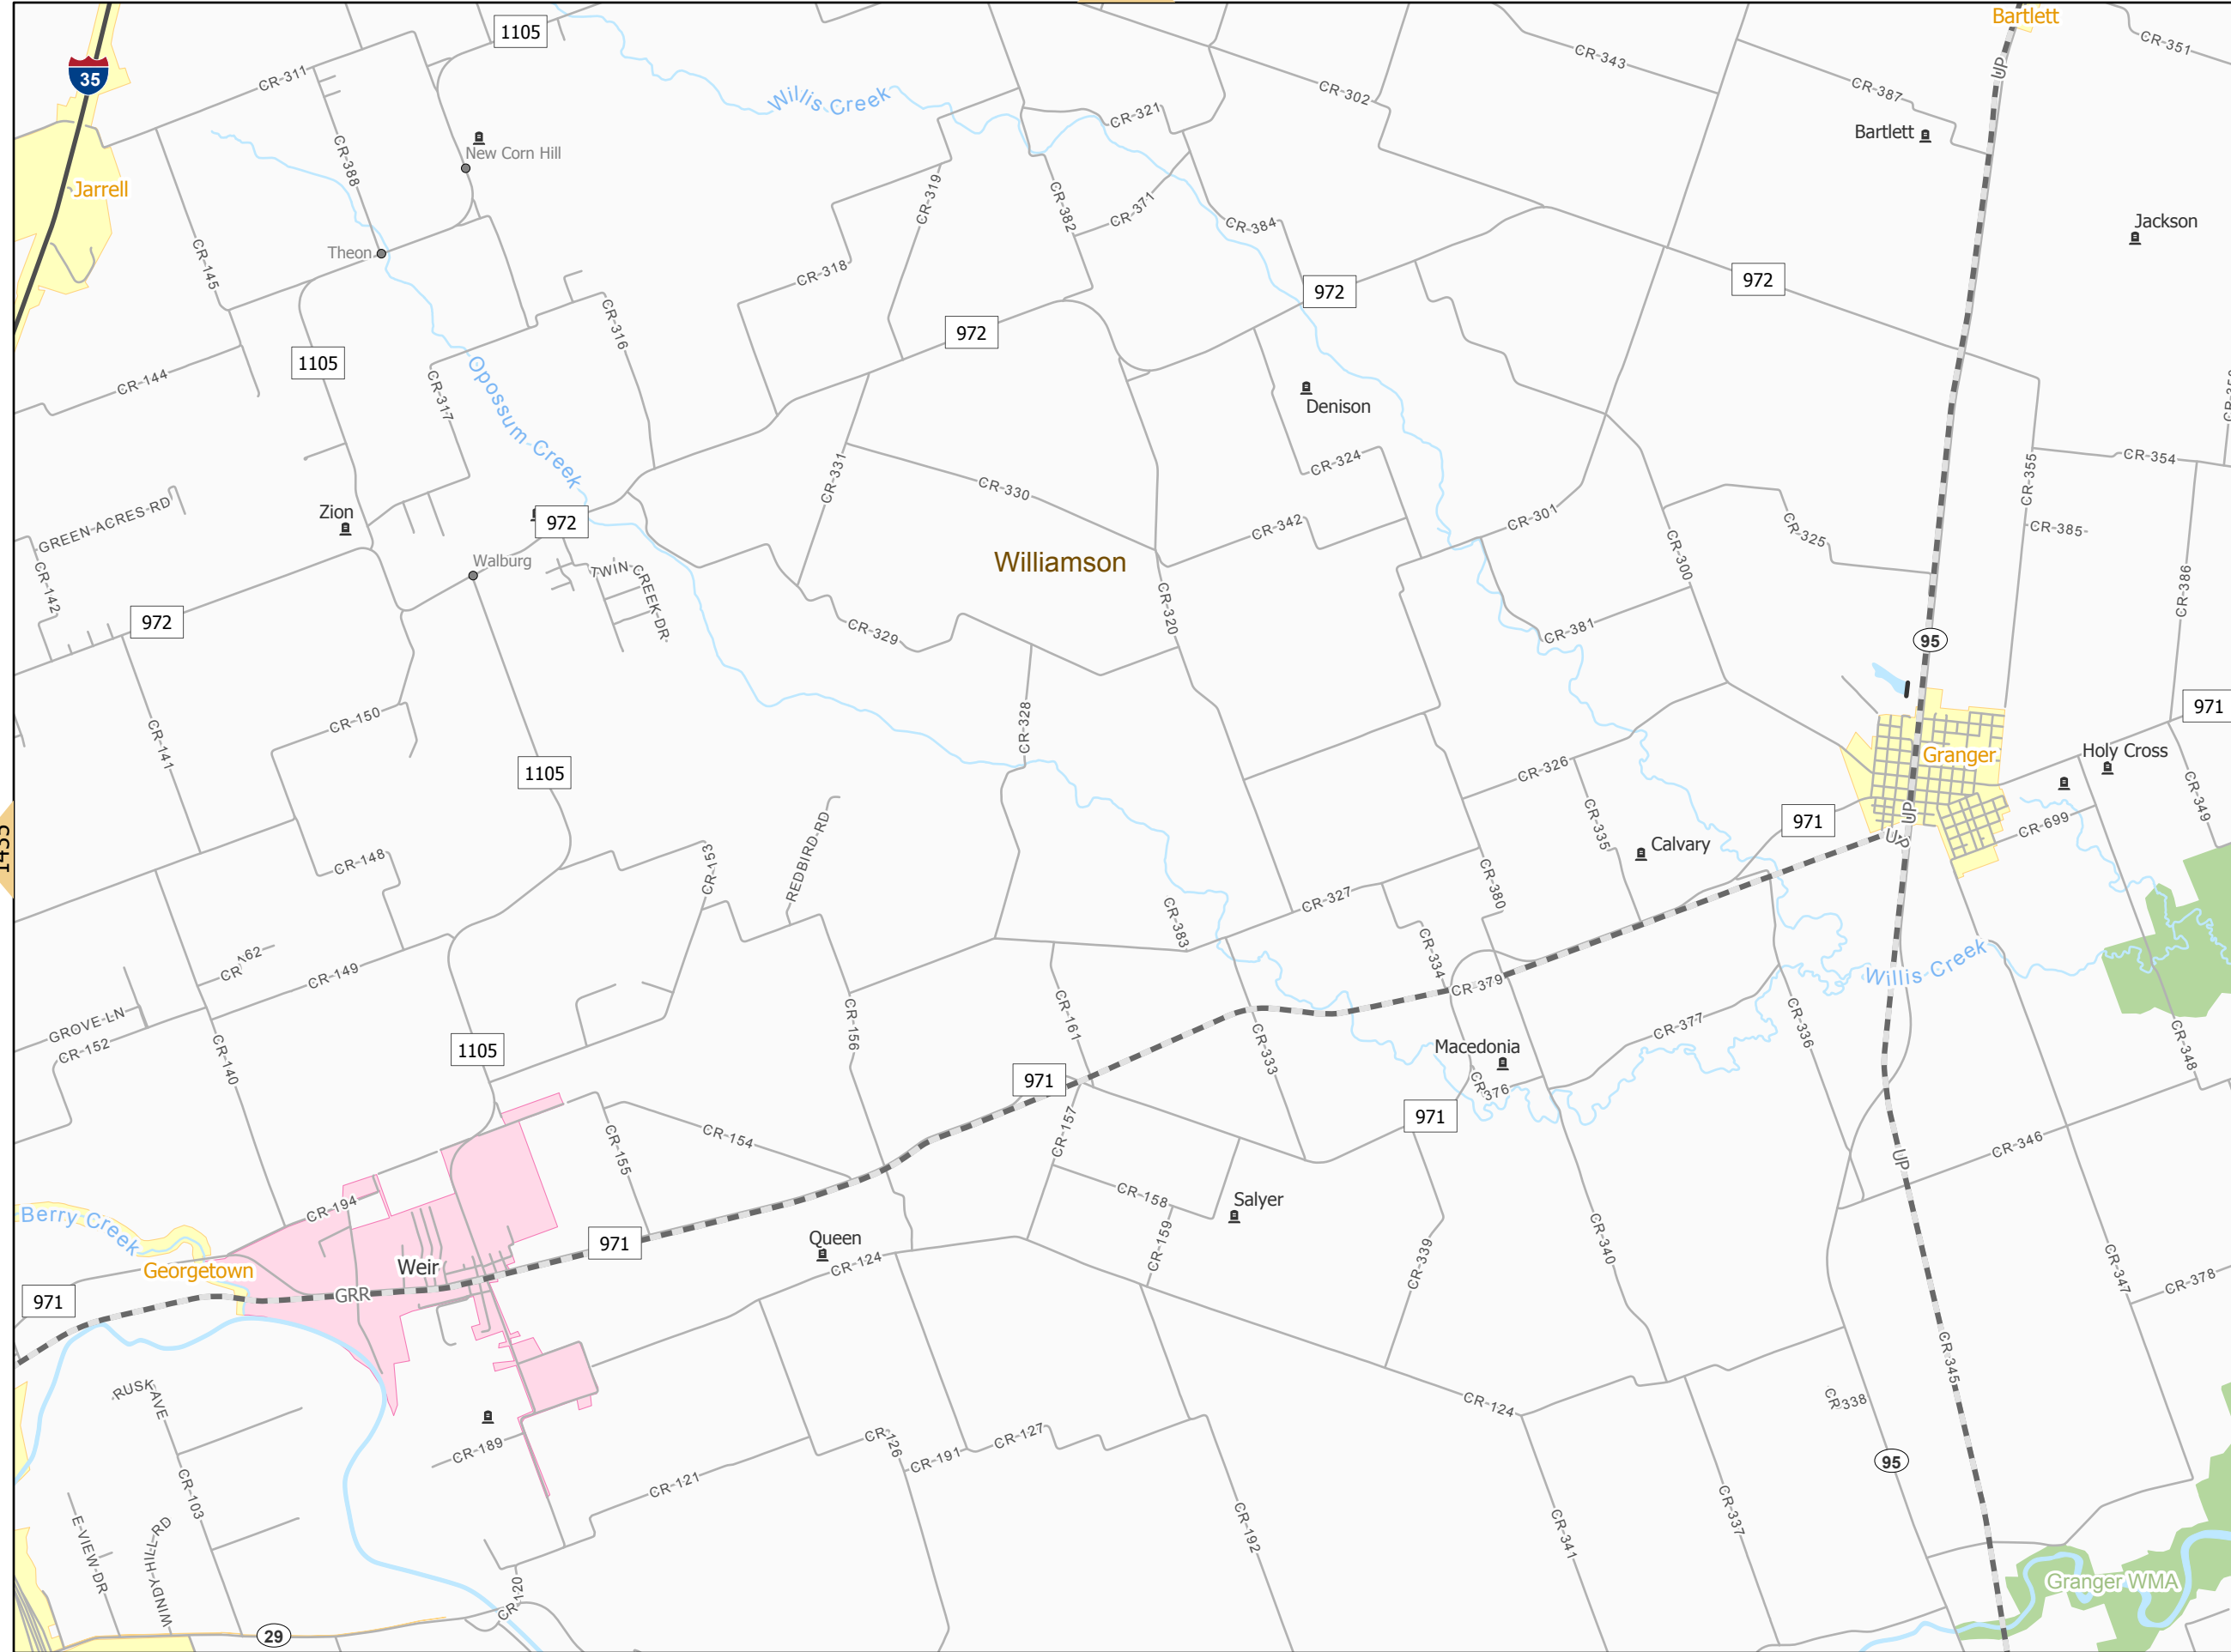 1105
Bartlett
CR-351
35
CR-311
CR-343
UP
CR-387
CR-302
Willis Creek
CR-321
Bartlett
CR-388
New Corn Hill
Jarrell
CR-319
CR-382
CR-371
CR-384
Jackson
Theon
CR-145
CR-318
972
972
CR-316
972
1105
CR-144
CR-317
Opossum Creek
Denison
CR-331
CR-324
CR-354
CR-355
CR-330
GREEN ACRES RD
Zion
972
CR-342
CR-301
CR-325
CR-385
CR-300
Walburg
Williamson
TWIN CREEK DR
CR-142
CR-386
CR-320
972
CR-329
CR-381
95
CR-328
971
CR-150
CR-141
Granger
Holy Cross
1105
CR-326
CR-349
CR-335
971
UP
UP
CR-699
REDBIRD RD
Calvary
1435
CR-148
CR-153
CR-380
CR-327
CR-383
CR-334
CR-162
CR-149
Willis Creek
CR 379
GROVE LN
CR-161
CR-156
CR-377
CR-336
CR-152
1105
CR-140
CR-333
Macedonia
CR-348
971
CR-376
971
CR-157
CR-154
CR-155
CR-346
UP
CR-158
Salyer
CR-194
Berry Creek
971
Queen
CR-159
CR-340
CR-124
CR-339
Weir
Georgetown
CR-347
CR-378
GRR
971
CR-345
RUSK AVE
CR-124
CR-338
CR-126
CR-127
CR-189
CR-191
95
CR-121
CR-103
E VIEW DR
WINDY HILL RD
CR-192
CR-341
CR-337
CR-120
Granger WMA
29